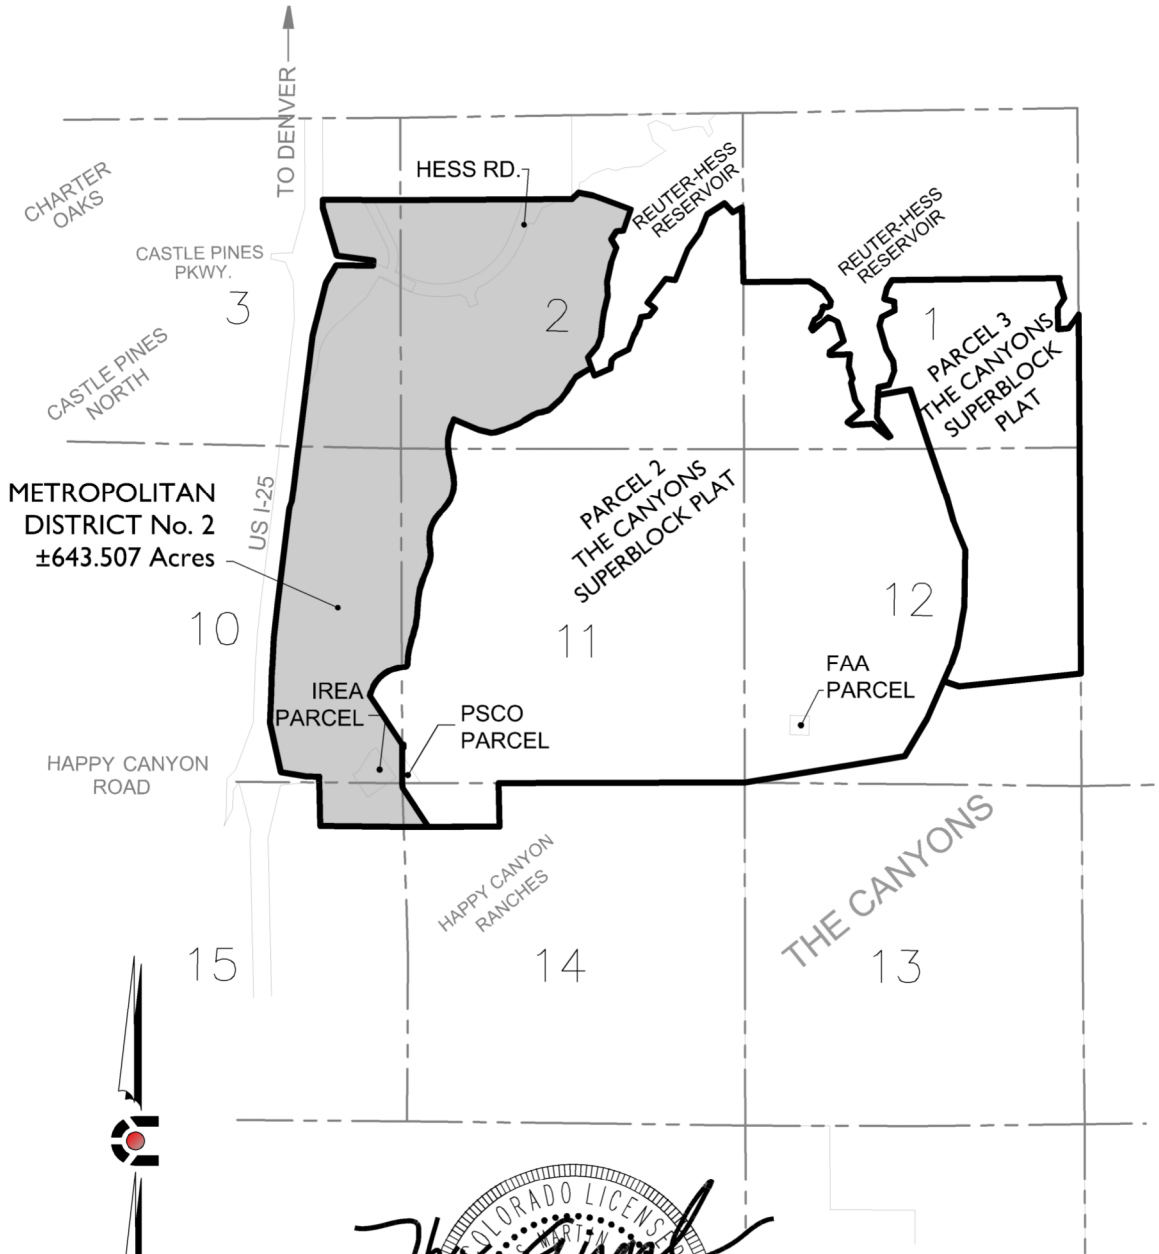 TO DENVER
HESS RD.
REUTER-HESS
RESERVOIR
CHARTER
OAKS
REUTER-HESS
RESERVOIR
CASTLE PINES
PKWY.
3
2
1
PARCEL 3
THE CANYONS
SUPERBLOCK
PLAT
CASTLE PINES
NORTH
METROPOLITAN
DISTRICT No. 2
±643.507 Acres
US I-25
PARCEL 2
THE CANYONS
SUPERBLOCK PLAT
10
11
12
IREA
PARCEL
PSCO
PARCEL
FAA
PARCEL
HAPPY CANYON
ROAD
HAPPY CANYON
RANCHES
THE CANYONS
15
14
13
COLORADO LICENSED
S. MARTIN